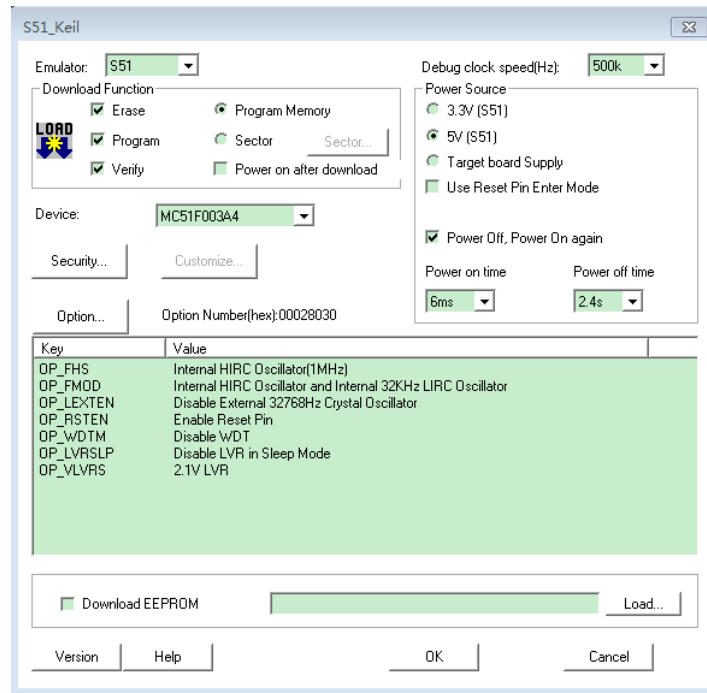 S51_Keil
Emulator: S51
Debug clock speed(Hz): 500k
Download Function
Power Source
LOAD
Erase
Program Memory
3.3V (S51)
Program
Sector
Sector...
5V (S51)
Verify
Power on after download
Target board Supply
Use Reset Pin Enter Mode
Device: MC51F003A4
Power Off, Power On again
Security...
Customize...
Power on time
Power off time
6ms
2.4s
Option...
Option Number(hex):00028030
Key Value
OP_FHS Internal HIRC Oscillator(1MHz)
OP_FMOD Internal HIRC Oscillator and Internal 32KHz LIRC Oscillator
OP_LEXTEN Disable External 32768Hz Crystal Oscillator
OP_RSTEN Enable Reset Pin
OP_WDTM Disable WDT
OP_LVRSLP Disable LVR in Sleep Mode
OP_VLVRS 2.1V LVR
Download EEPROM
Load...
Version
Help
OK
Cancel